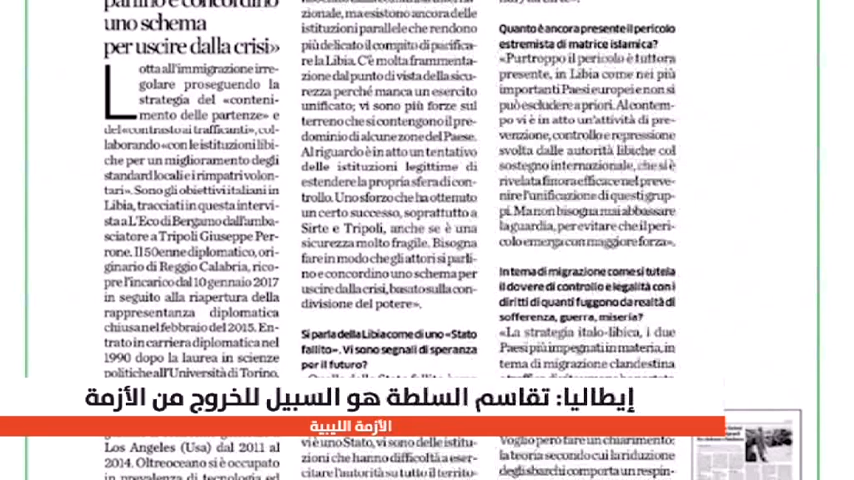 parlino e concordino
uno schema
per uscire dalla crisi»
Lotta all'immigrazione irre-
golare proseguendo la
strategia del «conteni-
mento delle partenze» e
del «contrasto ai trafficanti», col-
laborando «con le istituzioni libi-
che per un miglioramento degli
standard locali e i rimpatri volon-
tari». Sono gli obiettivi italiani in
Libia, tracciati in questa intervi-
sta a L'Eco di Bergamo dall'amba-
sciatore a Tripoli Giuseppe Per-
rone. Il 50enne diplomatico, ori-
ginario di Reggio Calabria, rico-
pre l'incarico dal 10 gennaio 2017
in seguito alla riapertura della
rappresentanza diplomatica
chiusa nel febbraio del 2015. En-
trato in carriera diplomatica nel
1990 dopo la laurea in scienze
politiche all'Università di Torino,
Los Angeles (Usa) dal 2011 al
2014. Oltreoceano si è occupato
in prevalenza di tecnologia ed
zionale, ma esistono ancora delle
istituzioni parallele che rendono
più delicato il compito di pacifica-
re la Libia. C'è molta frammenta-
zione dal punto di vista della sicu-
rezza perché manca un esercito
unificato; vi sono più forze sul
terreno che si contengono il pre-
dominio di alcune zone del Paese.
Al riguardo è in atto un tentativo
delle istituzioni legittime di
estendere la propria sfera di con-
trollo. Uno sforzo che ha ottenuto
un certo successo, soprattutto a
Sirte e Tripoli, anche se è una
sicurezza molto fragile. Bisogna
fare in modo che gli attori si parli-
no e concordino uno schema per
uscire dalla crisi, basato sulla con-
divisione del potere».
Si parla della Libia come di uno «Stato
fallito». Vi sono segnali di speranza
per il futuro?
vi è uno Stato, vi sono delle istitu-
zioni che hanno difficoltà a eser-
citare l'autorità su tutto il territo-
Quanto è ancora presente il pericolo
estremista di matrice islamica?
«Purtroppo il pericolo è tuttora
presente, in Libia come nei più
importanti Paesi europei e non si
può escludere a priori. Al contem-
po vi è in atto un'attività di pre-
venzione, controllo e repressione
svolta dalle autorità libiche col
sostegno internazionale, che si è
rivelata finora efficace nel preve-
nire l'unificazione di questi grup-
pi. Ma non bisogna mai abbassare
la guardia, per evitare che il peri-
colo emerga con maggiore forza».
In tema di migrazione come si tutela
il dovere di controllo e legalità con i
diritti di quanti fuggono da realtà di
sofferenza, guerra, miseria?
«La strategia italo-libica, i due
Paesi più impegnati in materia, in
tema di migrazione clandestina
Voglio però fare un chiarimento:
la teoria secondo cui la riduzione
degli sbarchi comporta un respin-
إيطاليا: تقاسم السلطة هو السبيل للخروج من الأزمة
الأزمة الليبية